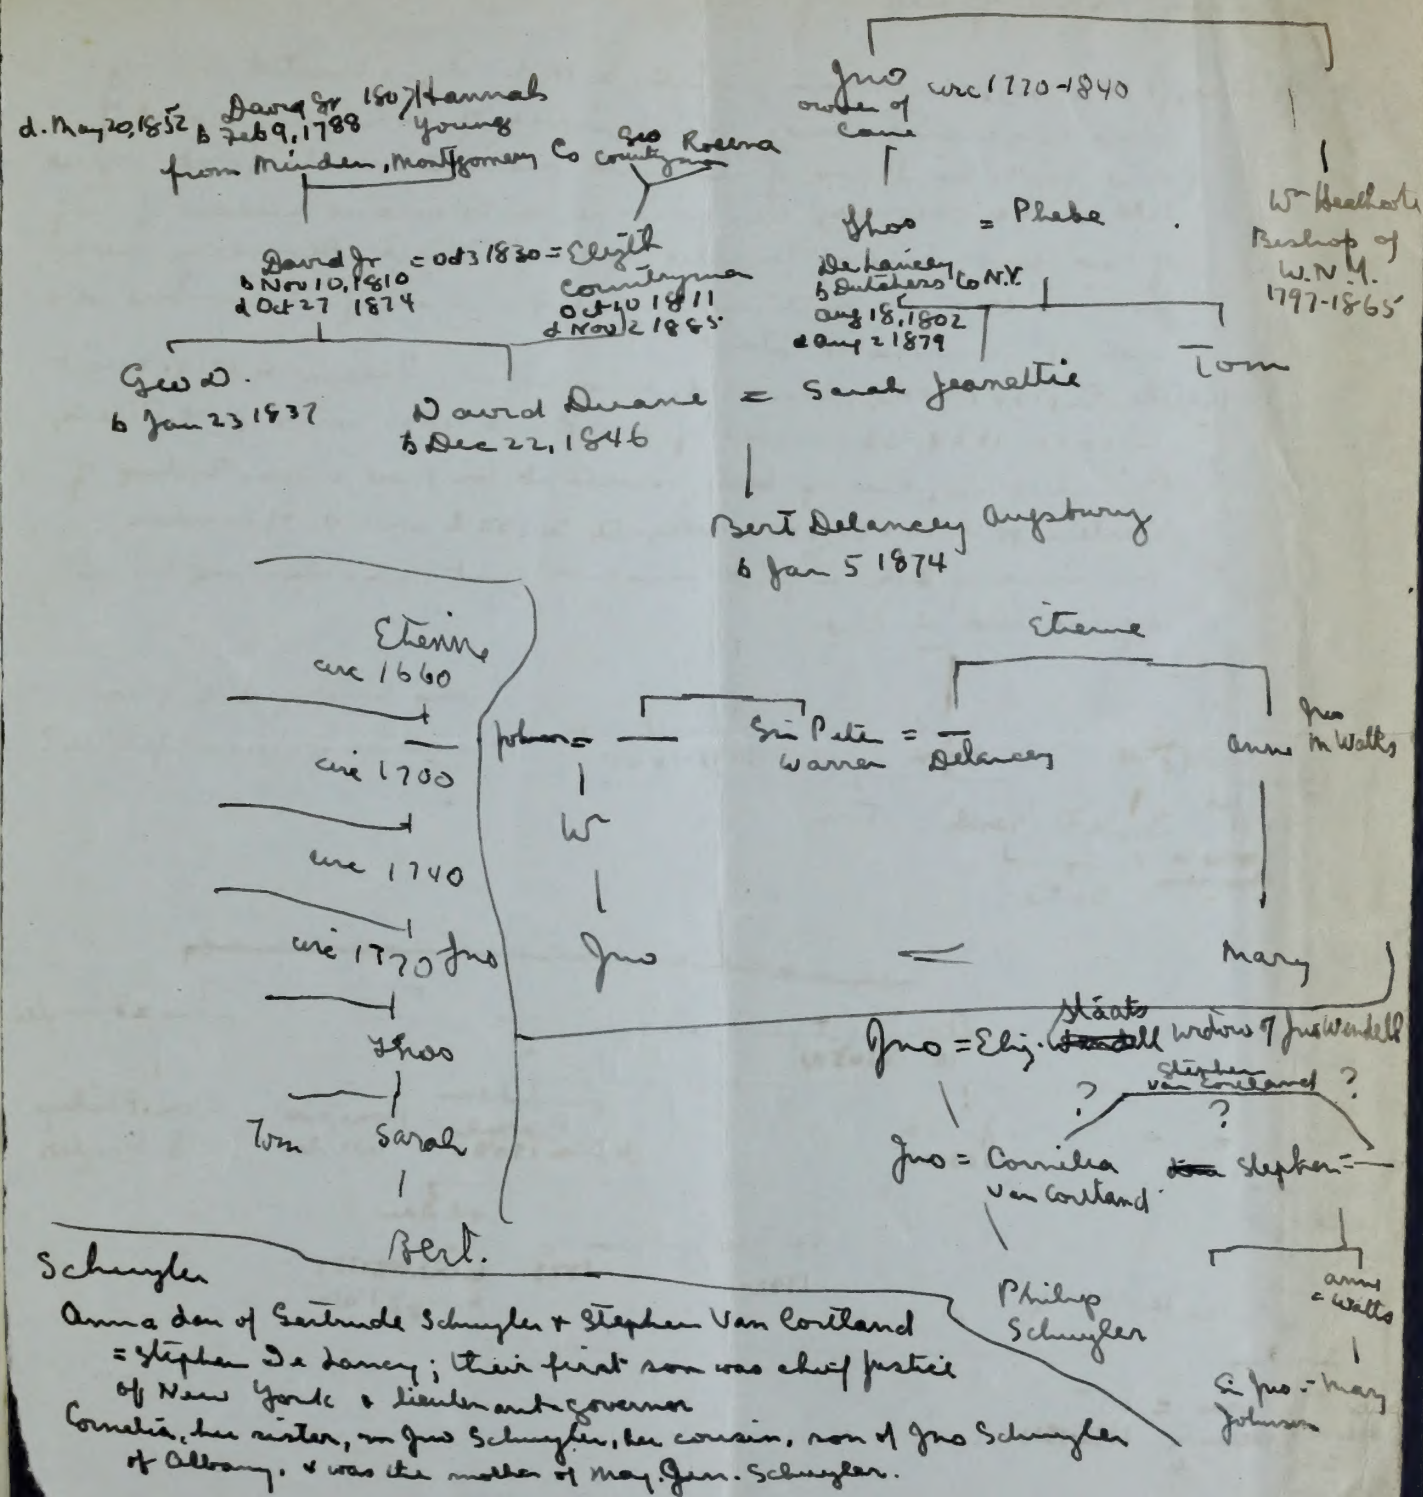 Jno circ 1770-1840
owner of
cane
David Sr 1807 Hannah
d. May 20, 1852 b Feb 9, 1788 Young
from Minden, Montgomery Co
Geo Rosena
Countryman
Wm Heathcote
Bishop of
W.N.Y.
1797-1865
Thos = Phebe
DeLancey
b Dutchess Co N.Y.
Aug 18, 1802
d Aug 2 1879
David Jr = Oct 3 1830 = Elizth
b Nov 10, 1810 Countryman
d Oct 27 1874 Oct 10 1811
d Nov 2 1885
Tom
Geo D.
b Jan 23 1837
David Duane = Sarah Jeanettie
b Dec 22, 1846
Bert Delancey Augsbury
b Jan 5 1874
Etienne
circ 1660
circ 1700
circ 1740
circ 1770 Jno
Thos
Tom Sarah
Bert.
Etienne
Johnson = — Sir Peter = —
Warren Delancey
Anne m Jno Watts
Wm
Jno = Mary
Jno = Eliz. Wendell Staats widow of Jno Wendell
Stephen
Van Cortland
? ? ?
Jno = Cornelia Stephen = —
Van Cortland
Philip
Schuyler
Anne
= Watts
Sir Jno = Mary
Johnson
Schuyler
Anna dau of Gertrude Schuyler & Stephen Van Cortland
= Stephen De Lancy; their first son was chief justice
of New York & lieutenant governor
Cornelia, her sister, m Jno Schuyler, her cousin, son of Jno Schuyler
of Albany. & was the mother of May. Gen. Schuyler.